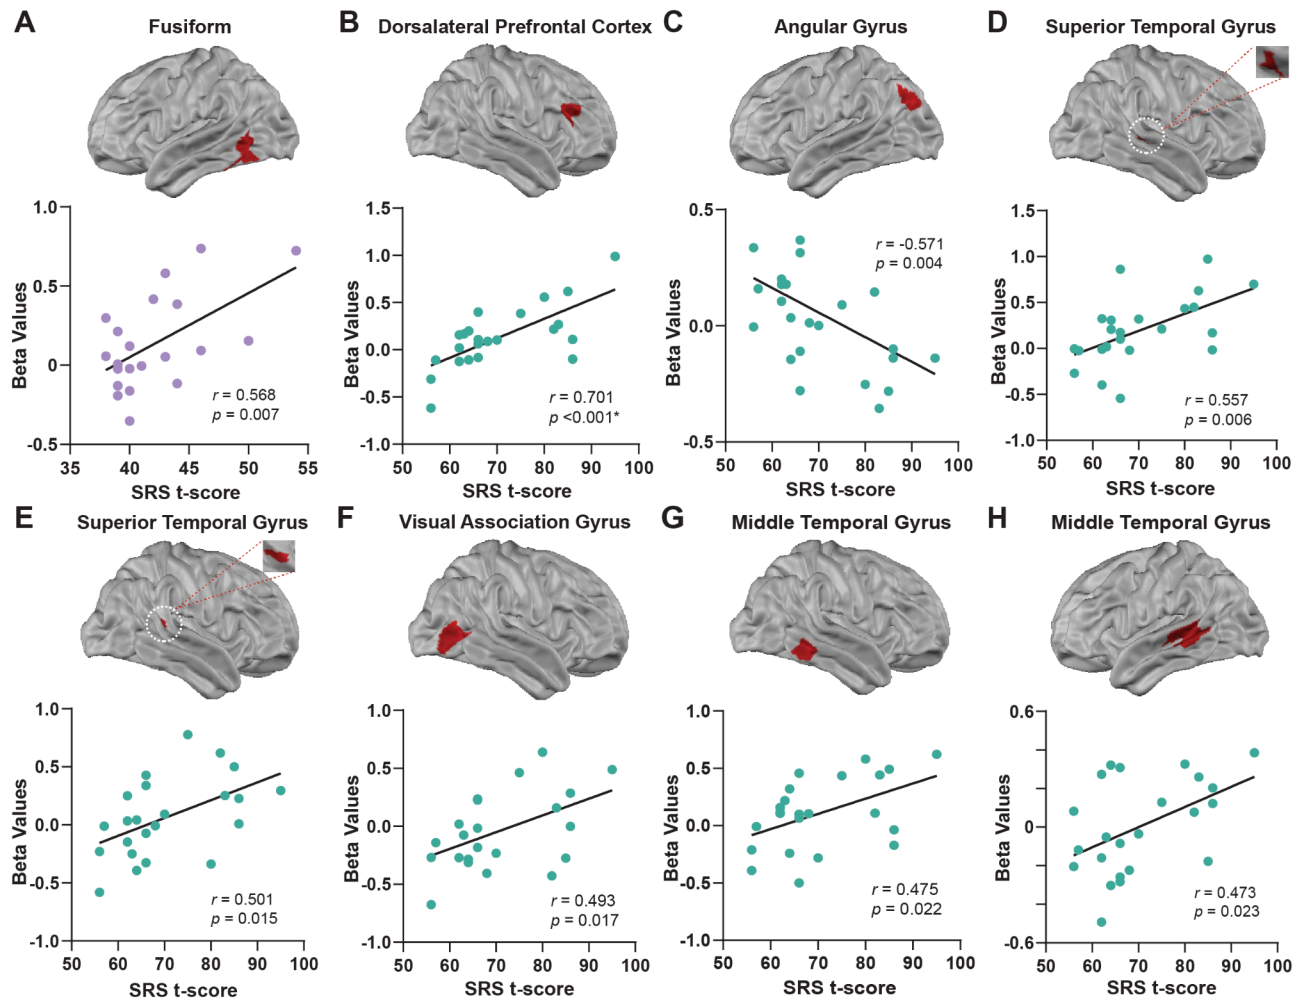 A Fusiform
B Dorsalateral Prefrontal Cortex
C Angular Gyrus
D Superior Temporal Gyrus
1.0
0.5
0
-0.5
Beta Values
35 40 45 50 55
SRS t-score
r = 0.568
p = 0.007
1.5
1.0
0.5
0.0
-0.5
-1.0
Beta Values
50 60 70 80 90 100
SRS t-score
r = 0.701
p <0.001*
0.5
0.0
-0.5
Beta Values
50 60 70 80 90 100
SRS t-score
r = -0.571
p = 0.004
1.5
1.0
0.5
0.0
-0.5
-1.0
Beta Values
50 60 70 80 90 100
SRS t-score
r = 0.557
p = 0.006
E Superior Temporal Gyrus
F Visual Association Gyrus
G Middle Temporal Gyrus
H Middle Temporal Gyrus
1.0
0.5
0.0
-0.5
-1.0
Beta Values
50 60 70 80 90 100
SRS t-score
r = 0.501
p = 0.015
1.0
0.5
0.0
-0.5
-1.0
Beta Values
50 60 70 80 90 100
SRS t-score
r = 0.493
p = 0.017
1.0
0.5
0.0
-0.5
-1.0
Beta Values
50 60 70 80 90 100
SRS t-score
r = 0.475
p = 0.022
0.6
0
-0.6
Beta Values
50 60 70 80 90 100
SRS t-score
r = 0.473
p = 0.023